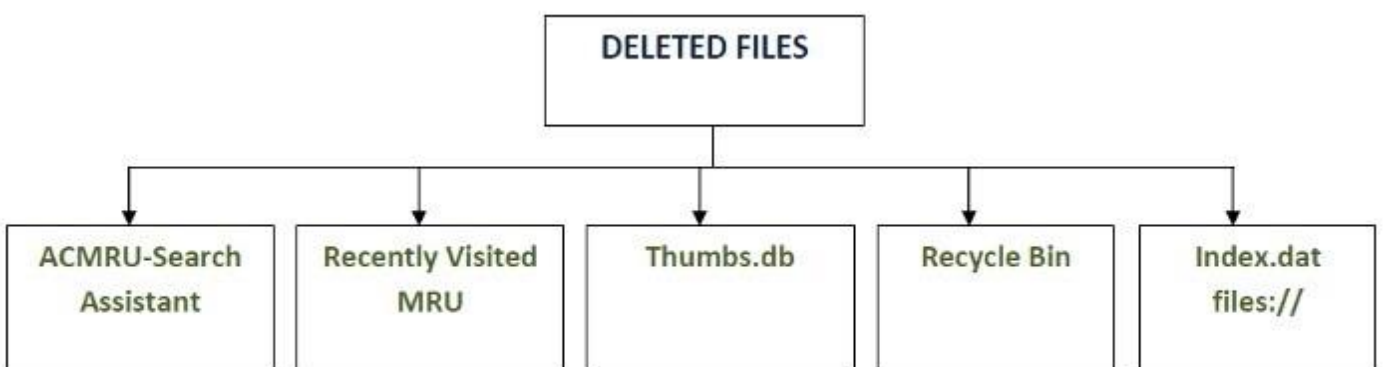 DELETED FILES
ACMRU-Search
Assistant
Recently Visited
MRU
Thumbs.db
Recycle Bin
Index.dat
files://